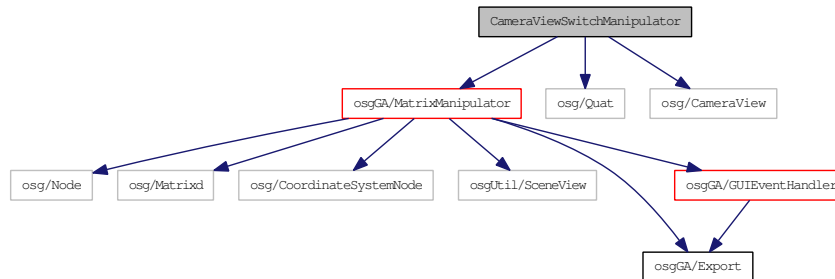 CameraViewSwitchManipulator
osgGA/MatrixManipulator
osg/Quat
osg/CameraView
osg/Node
osg/Matrixd
osg/CoordinateSystemNode
osgUtil/SceneView
osgGA/GUIEventHandler
osgGA/Export